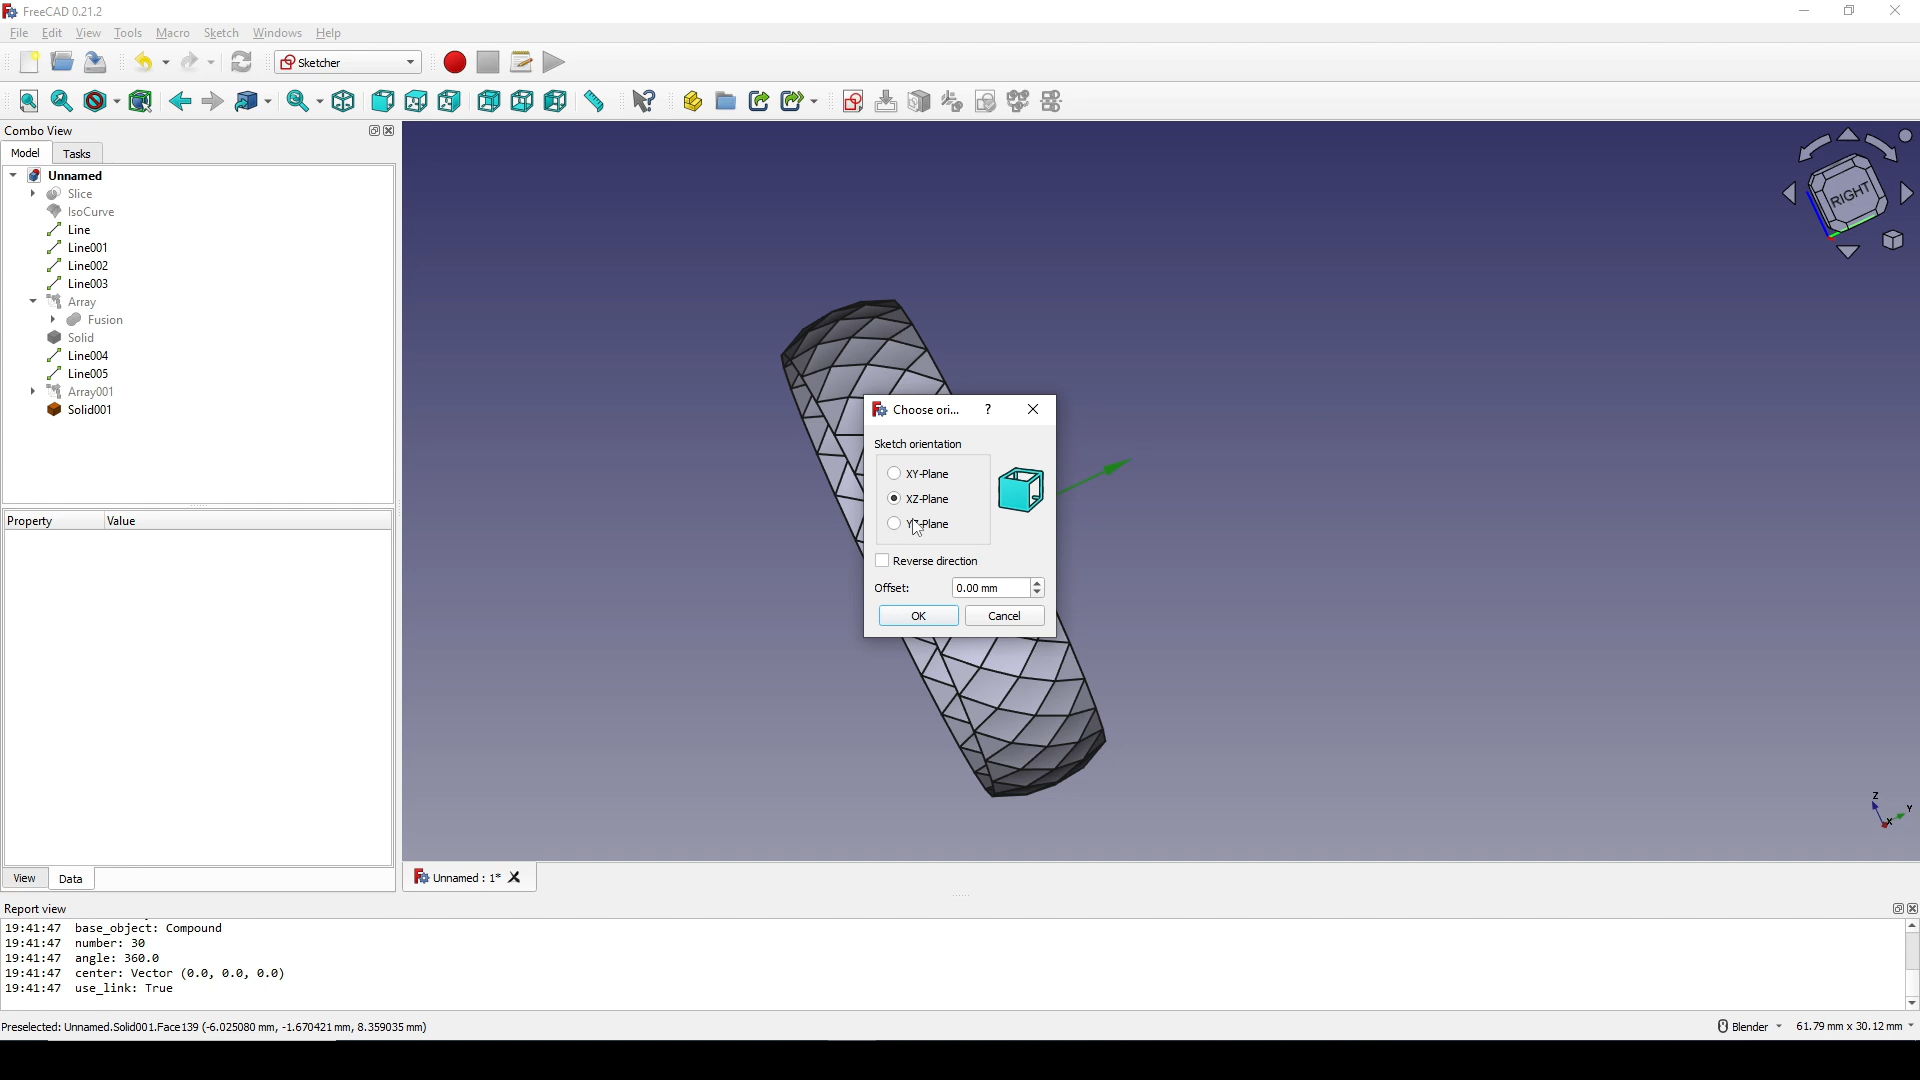 FreeCAD 0.21.2
File Edit View Tools Macro Sketch Windows Help
Sketcher
Combo View
Model Tasks
Unnamed
Slice
IsoCurve
Line
Line001
Line002
Line003
Array
Fusion
Solid
Line004
Line005
Array001
Solid001
Property Value
View Data
RIGHT
Choose ori... ?
Sketch orientation
XY-Plane
XZ-Plane
YZ-Plane
Reverse direction
Offset: 0.00 mm
OK Cancel
Z
Y
X
Unnamed : 1*
Report view
19:41:47 base_object: Compound
19:41:47 number: 30
19:41:47 angle: 360.0
19:41:47 center: Vector (0.0, 0.0, 0.0)
19:41:47 use_link: True
Preselected: Unnamed.Solid001.Face139 (-6.025080 mm, -1.670421 mm, 8.359035 mm)
Blender 61.79 mm x 30.12 mm